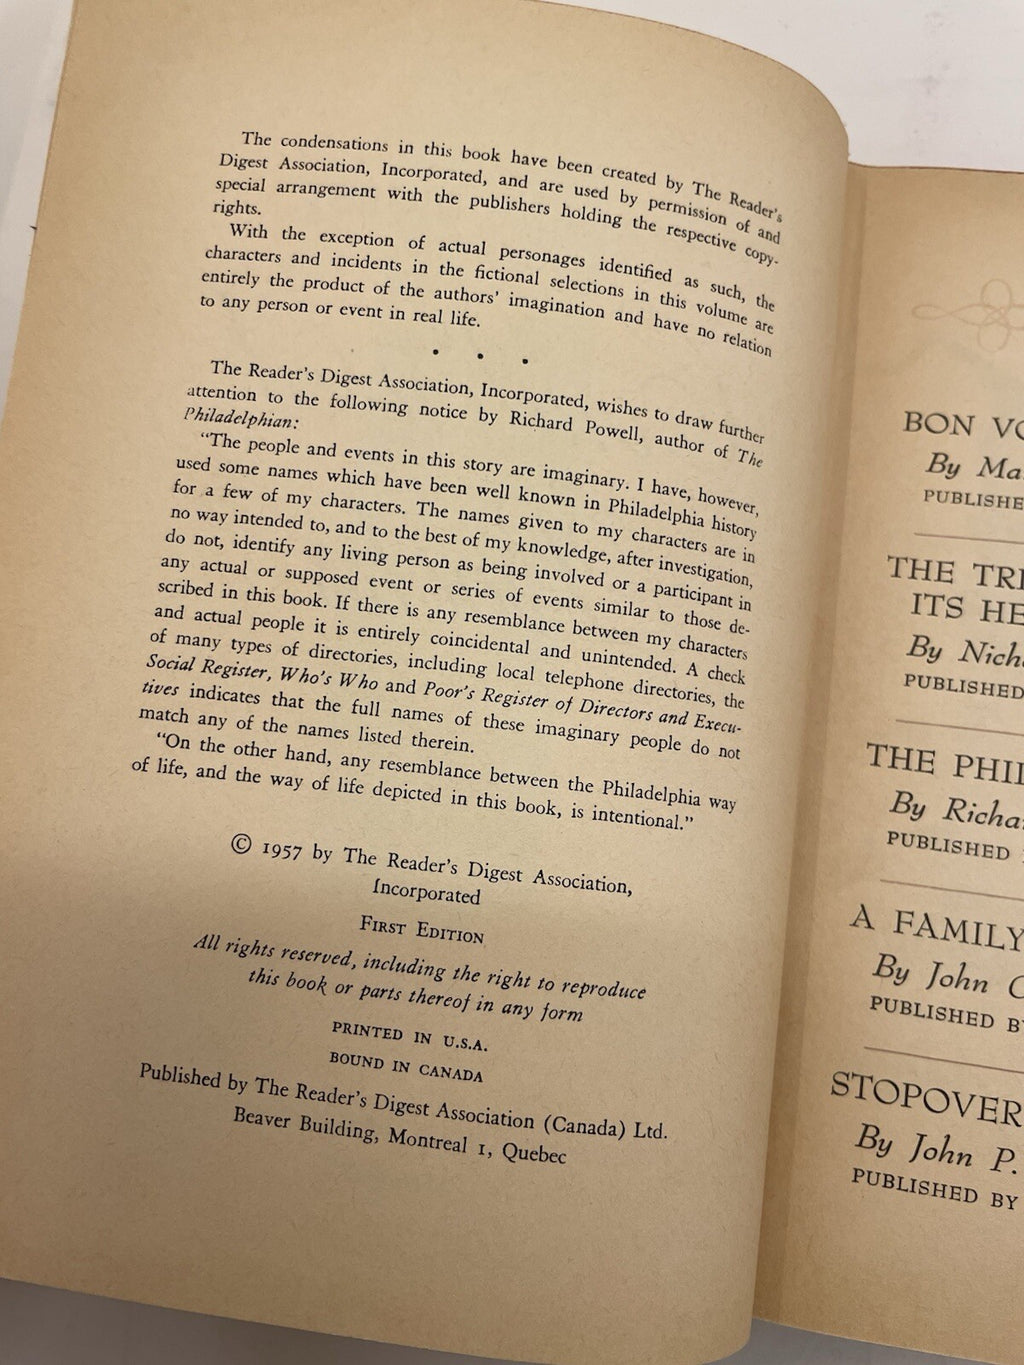 The condensations in this book have been created by The Reader's
Digest Association, Incorporated, and are used by permission of and
special arrangement with the publishers holding the respective copy-
rights.
With the exception of actual personages identified as such, the
characters and incidents in the fictional selections in this volume are
entirely the product of the authors' imagination and have no relation
to any person or event in real life.
• • •
The Reader's Digest Association, Incorporated, wishes to draw further
attention to the following notice by Richard Powell, author of The
Philadelphian:
"The people and events in this story are imaginary. I have, however,
used some names which have been well known in Philadelphia history
for a few of my characters. The names given to my characters are in
no way intended to, and to the best of my knowledge, after investigation,
do not, identify any living person as being involved or a participant in
any actual or supposed event or series of events similar to those de-
scribed in this book. If there is any resemblance between my characters
and actual people it is entirely coincidental and unintended. A check
of many types of directories, including local telephone directories, the
Social Register, Who's Who and Poor's Register of Directors and Execu-
tives indicates that the full names of these imaginary people do not
match any of the names listed therein.
"On the other hand, any resemblance between the Philadelphia way
of life, and the way of life depicted in this book, is intentional."
© 1957 by The Reader's Digest Association,
Incorporated
FIRST EDITION
All rights reserved, including the right to reproduce
this book or parts thereof in any form
PRINTED IN U.S.A.
BOUND IN CANADA
Published by The Reader's Digest Association (Canada) Ltd.
Beaver Building, Montreal 1, Quebec
BON VO
By Ma
PUBLISHE
THE TRI
ITS HE
By Nich
PUBLISHED
THE PHIL
By Richa
PUBLISHED
A FAMILY
By John
PUBLISHED BY
STOPOVER
By John P.
PUBLISHED BY